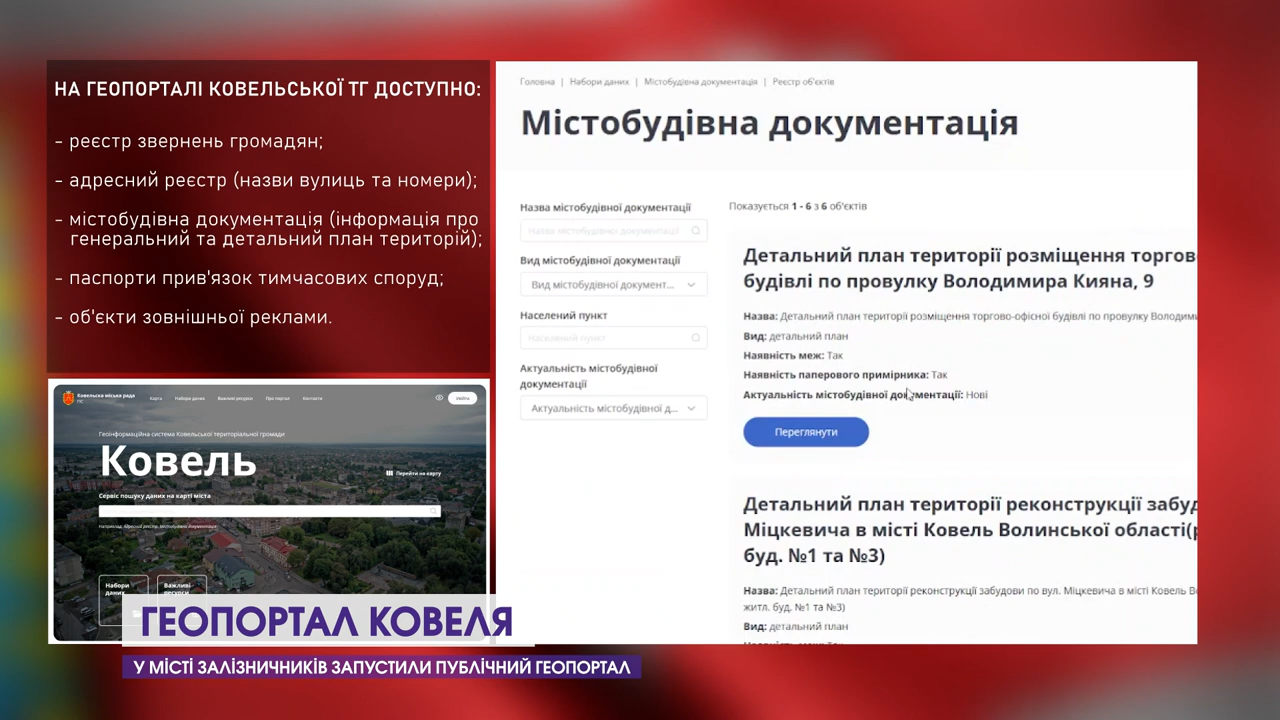 НА ГЕОПОРТАЛІ КОВЕЛЬСЬКОЇ ТГ ДОСТУПНО:
- реєстр звернень громадян;
- адресний реєстр (назви вулиць та номери);
- містобудівна документація (інформація про
генеральний та детальний план територій);
- паспорти прив'язок тимчасових споруд;
- об'єкти зовнішньої реклами.
Ковельська міська рада
ГІС
Карта Набори даних Важливі ресурси Про портал Контакти
Увійти
Геоінформаційна система Ковельської територіальної громади
Ковель
Перейти на карту
Сервіс пошуку даних на карті міста
Наприклад: Адресний реєстр, Містобудівна документація
Набори
даних
Важливі
ресурси
Головна | Набори даних | Містобудівна документація | Реєстр об'єктів
Містобудівна документація
Назва містобудівної документації
Назва містобудівної документації
Вид містобудівної документації
Вид містобудівної документ...
Населений пункт
Населений пункт
Актуальність містобудівної
документації
Актуальність містобудівної д...
Показується 1 - 6 з 6 об'єктів
Детальний план території розміщення торгов
будівлі по провулку Володимира Кияна, 9
Назва: Детальний план території розміщення торгово-офісної будівлі по провулку Володими
Вид: детальний план
Наявність меж: Так
Наявність паперового примірника: Так
Актуальність містобудівної документації: Нові
Переглянути
Детальний план території реконструкції забуд
Міцкевича в місті Ковель Волинської області(р
буд. №1 та №3)
Назва: Детальний план території реконструкції забудови по вул. Міцкевича в місті Ковель Во
житл. буд. №1 та №3)
Вид: детальний план
ГЕОПОРТАЛ КОВЕЛЯ
У МІСТІ ЗАЛІЗНИЧНИКІВ ЗАПУСТИЛИ ПУБЛІЧНИЙ ГЕОПОРТАЛ